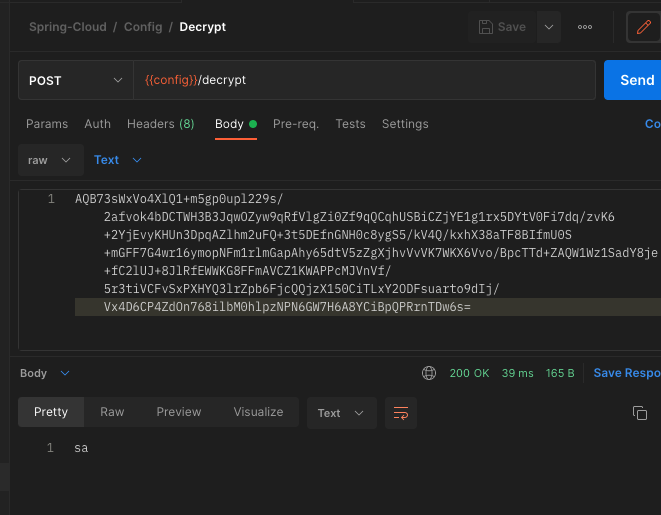 Spring-Cloud / Config / Decrypt
Save
POST
{{config}}/decrypt
Send
Params Auth Headers (8) Body Pre-req. Tests Settings Co
raw Text
1 AQB73sWxVo4XlQ1+m5gp0upl229s/
2afvok4bDCTWH3B3JqwOZyw9qRfVlgZi0Zf9qQCqhUSBiCZjYE1g1rx5DYtV0Fi7dq/zvK6
+2YjEvyKHUn3DpqAZlhm2uFQ+3t5DEfnGNH0c8ygS5/kV4Q/kxhX38aTF8BIfmU0S
+mGFF7G4wr16ymopNFm1rlmGapAhy65dtV5zZgXjhvVvVK7WKX6Vvo/BpcTTd+ZAQW1Wz1SadY8je
+fC2lUJ+8JlRfEWWKG8FFmAVCZ1KWAPPcMJVnVf/
5r3tiVCFvSxPXHYQ3lrZpb6FjcQQjzX150CiTLxY2ODFsuarto9dIj/
Vx4D6CP4ZdOn768ilbM0hlpzNPN6GW7H6A8YCiBpQPRrnTDw6s=
Body 200 OK 39 ms 165 B Save Respo
Pretty Raw Preview Visualize Text
1 sa